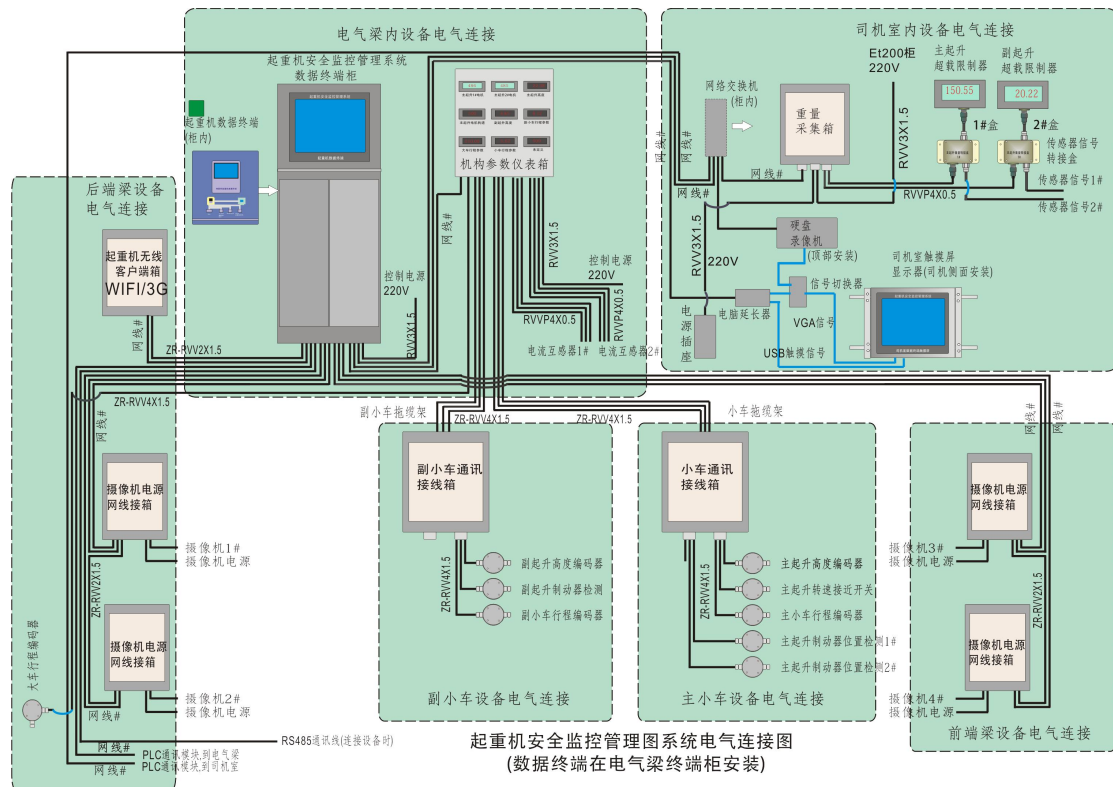 电气梁内设备电气连接
起重机安全监控管理系统
数据终端柜
起重机数据终端
(柜内)
机构参数仪表箱
网线#
控制电源
220V
RVV3X1.5
RVV3X1.5
控制电源
220V
RVVP4X0.5
RVVP4X0.5
电流互感器1#
电流互感器2#
司机室内设备电气连接
网络交换机
(柜内)
重量
采集箱
Et200柜
220V
RVV3X1.5
主起升
超载限制器
副起升
超载限制器
150.55
20.22
1#盒
2#盒
传感器信号
转接盒
传感器信号1#
传感器信号2#
RVVP4X0.5
网线#
网线#
网线#
网线#
RVV3X1.5
220V
电源插座
硬盘
录像机
(顶部安装)
信号切换器
电脑延长器
VGA信号
USB触摸信号
司机室触摸屏
显示器(司机侧面安装)
后端梁设备
电气连接
起重机无线
客户端箱
WIFI/3G
网线#
ZR-RVV2X1.5
ZR-RVV4X1.5
网线#
摄像机电源
网线接箱
摄像机1#
摄像机电源
ZR-RVV2X1.5
摄像机电源
网线接箱
摄像机2#
摄像机电源
网线#
大车行程编码器
RS485通讯线(连接设备时)
网线#
PLC通讯模块,到电气梁
网线#
PLC通讯模块,到司机室
副小车拖缆架
ZR-RVV4X1.5
副小车通讯
接线箱
ZR-RVV4X1.5
副起升高度编码器
副起升制动器检测
副小车行程编码器
副小车设备电气连接
小车拖缆架
ZR-RVV4X1.5
小车通讯
接线箱
ZR-RVV4X1.5
主起升高度编码器
主起升转速接近开关
主小车行程编码器
主起升制动器位置检测1#
主起升制动器位置检测2#
主小车设备电气连接
网线#
网线#
摄像机电源
网线接箱
摄像机3#
摄像机电源
ZR-RVV2X1.5
摄像机电源
网线接箱
摄像机4#
摄像机电源
前端梁设备电气连接
起重机安全监控管理图系统电气连接图
(数据终端在电气梁终端柜安装)